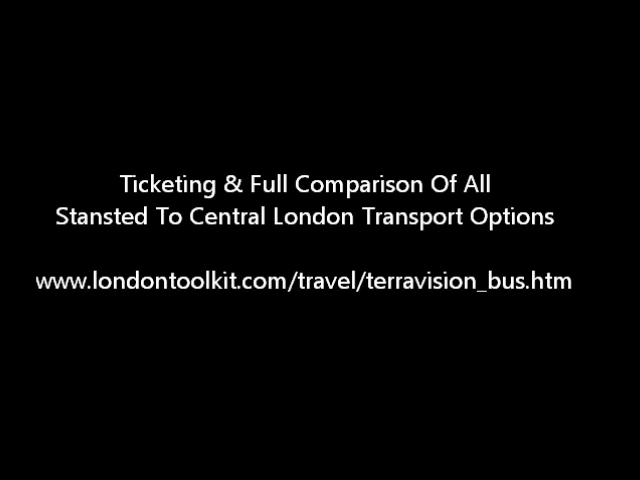 Ticketing & Full Comparison Of All
Stansted To Central London Transport Options
www.londontoolkit.com/travel/terravision_bus.htm